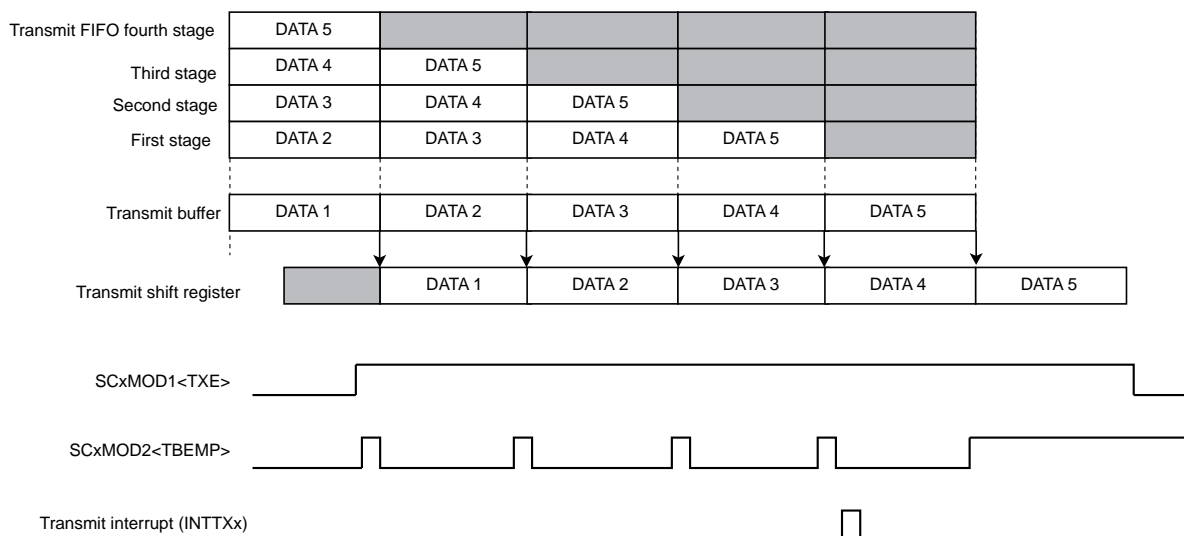 Transmit FIFO fourth stage DATA 5
Third stage DATA 4 DATA 5
Second stage DATA 3 DATA 4 DATA 5
First stage DATA 2 DATA 3 DATA 4 DATA 5
Transmit buffer DATA 1 DATA 2 DATA 3 DATA 4 DATA 5
Transmit shift register DATA 1 DATA 2 DATA 3 DATA 4 DATA 5
SCxMOD1<TXE>
SCxMOD2<TBEMP>
Transmit interrupt (INTTXx)